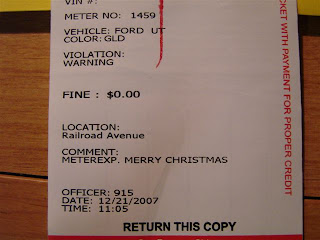 VIN #:
METER NO: 1459
VEHICLE: FORD UT
COLOR: GLD
VIOLATION:
WARNING
FINE : $0.00
LOCATION:
Railroad Avenue
COMMENT:
METEREXP. MERRY CHRISTMAS
OFFICER: 915
DATE: 12/21/2007
TIME: 11:05
RETURN THIS COPY
WITH PAYMENT FOR PROPER CREDIT